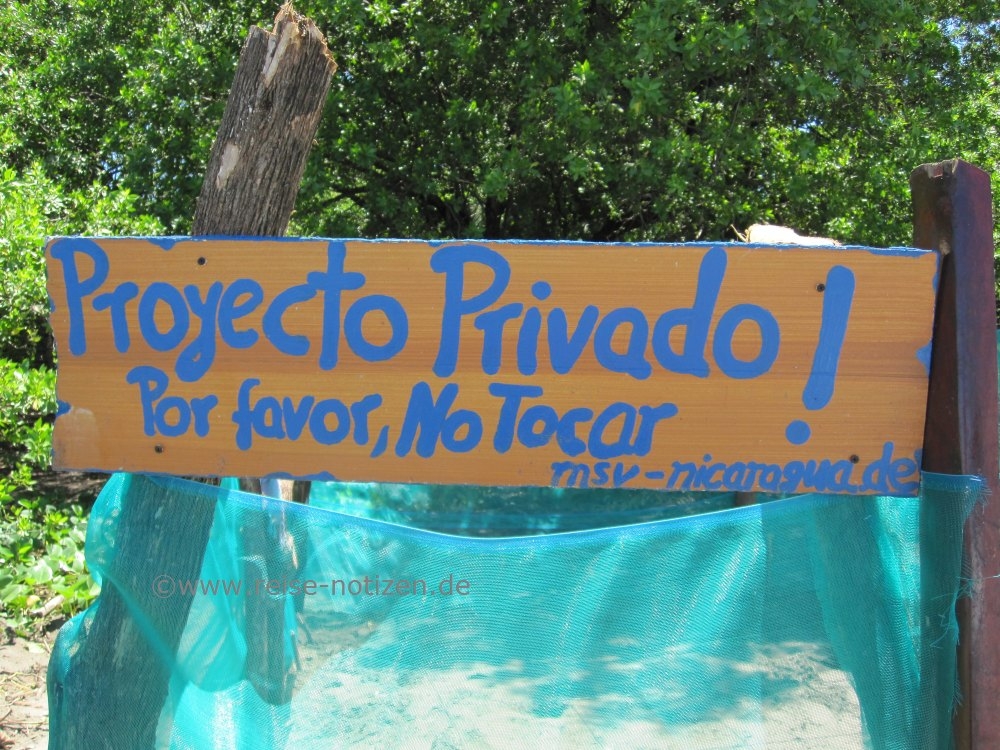 Proyecto Privado!
Por favor, No Tocar
msv-nicaragua.de
©www.reise-notizen.de